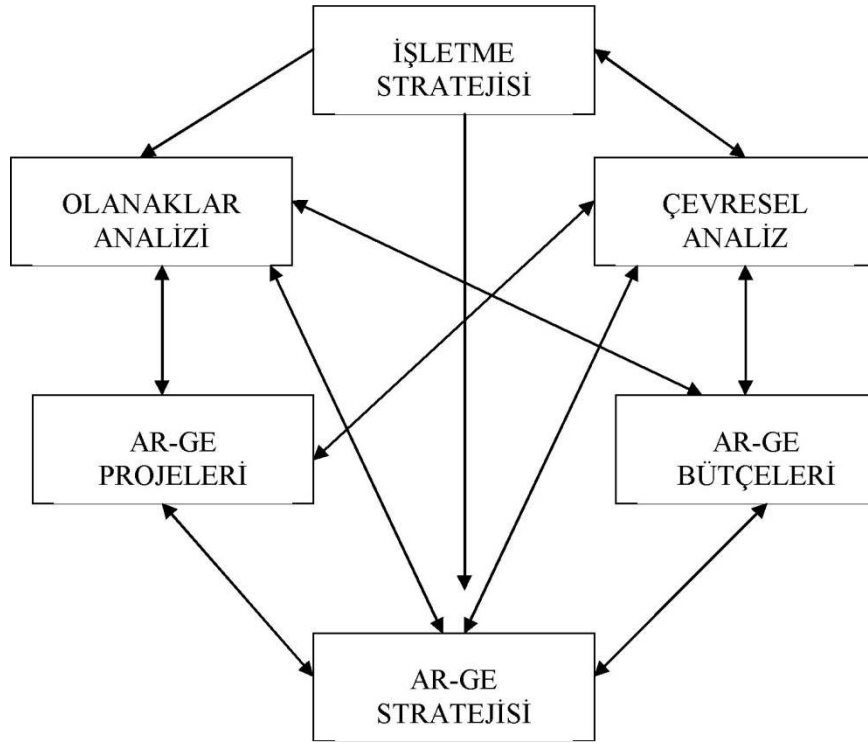 İŞLETME
STRATEJİSİ
OLANAKLAR
ANALİZİ
ÇEVRESEL
ANALİZ
AR-GE
PROJELERİ
AR-GE
BÜTÇELERİ
AR-GE
STRATEJİSİ